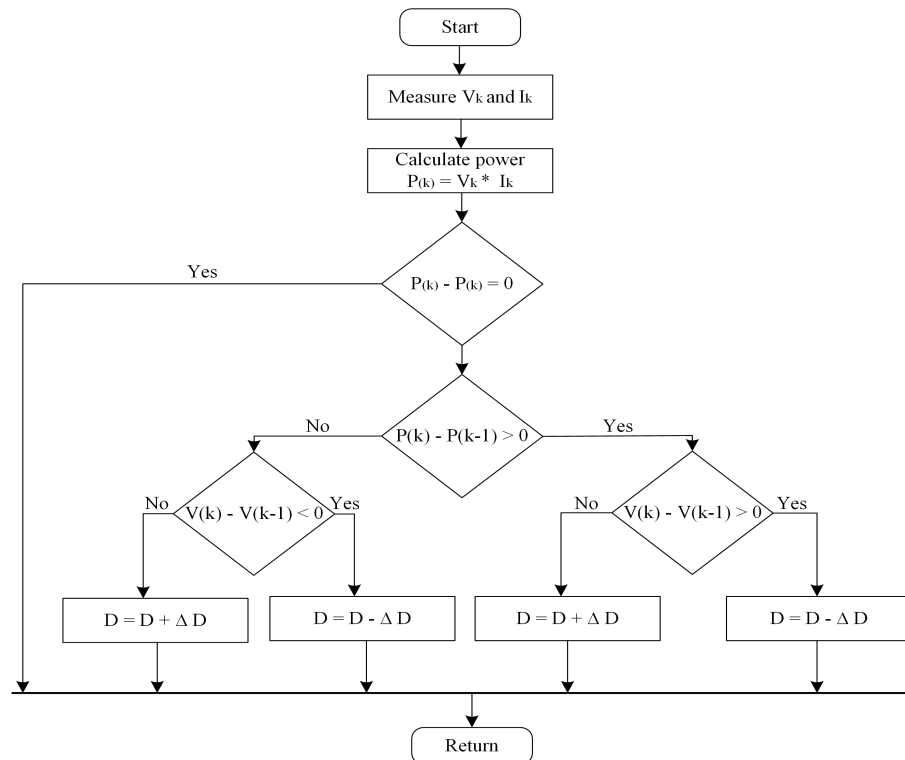 Start
Measure Vk and Ik
Calculate power
P(k) = Vk * Ik
Yes
P(k) - P(k) = 0
No
P(k) - P(k-1) > 0
Yes
No
V(k) - V(k-1) < 0
Yes
No
V(k) - V(k-1) > 0
Yes
D = D + Δ D
D = D - Δ D
D = D + Δ D
D = D - Δ D
Return